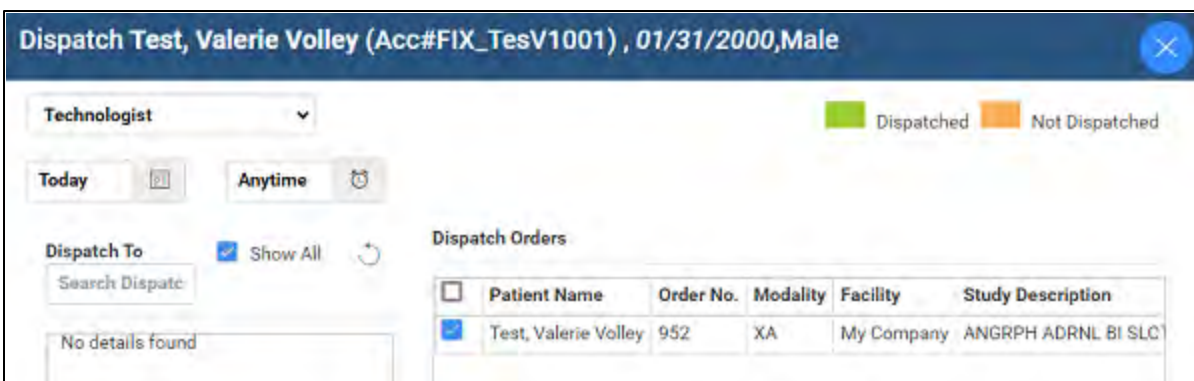 Dispatch Test, Valerie Volley (Acc#FIX_TesV1001) , 01/31/2000,Male
Technologist
Dispatched Not Dispatched
Today Anytime
Dispatch To Show All
Search Dispatc
Dispatch Orders
Patient Name Order No. Modality Facility Study Description
Test, Valerie Volley 952 XA My Company ANGRPH ADRNL BI SLCT
No details found